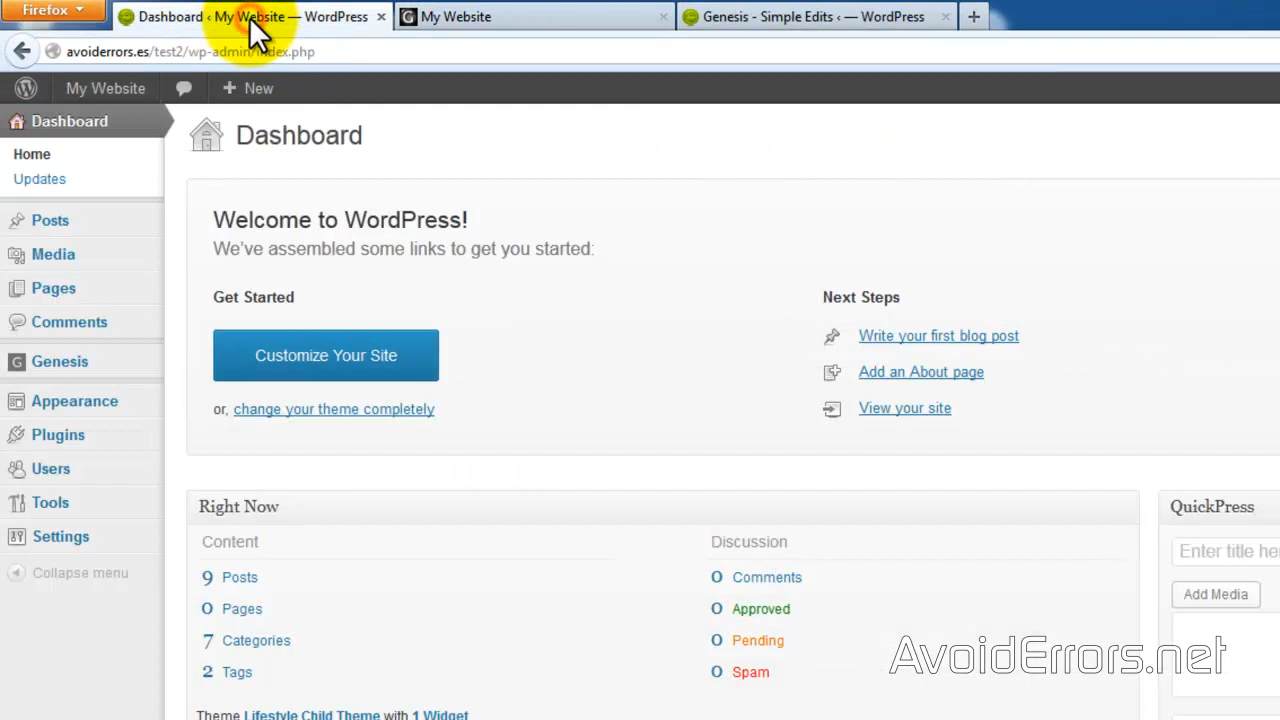 Firefox
Dashboard ‹ My Website — WordPress
My Website
Genesis - Simple Edits ‹ — WordPress
avoiderrors.es/test2/wp-admin/index.php
My Website
New
Dashboard
Home
Updates
Posts
Media
Pages
Comments
Genesis
Appearance
Plugins
Users
Tools
Settings
Collapse menu
Dashboard
Welcome to WordPress!
We've assembled some links to get you started:
Get Started
Customize Your Site
or, change your theme completely
Next Steps
Write your first blog post
Add an About page
View your site
Right Now
Content
9 Posts
0 Pages
7 Categories
2 Tags
Discussion
0 Comments
0 Approved
0 Pending
0 Spam
Theme Lifestyle Child Theme with 1 Widget
QuickPress
Enter title he
Add Media
AvoidErrors.net